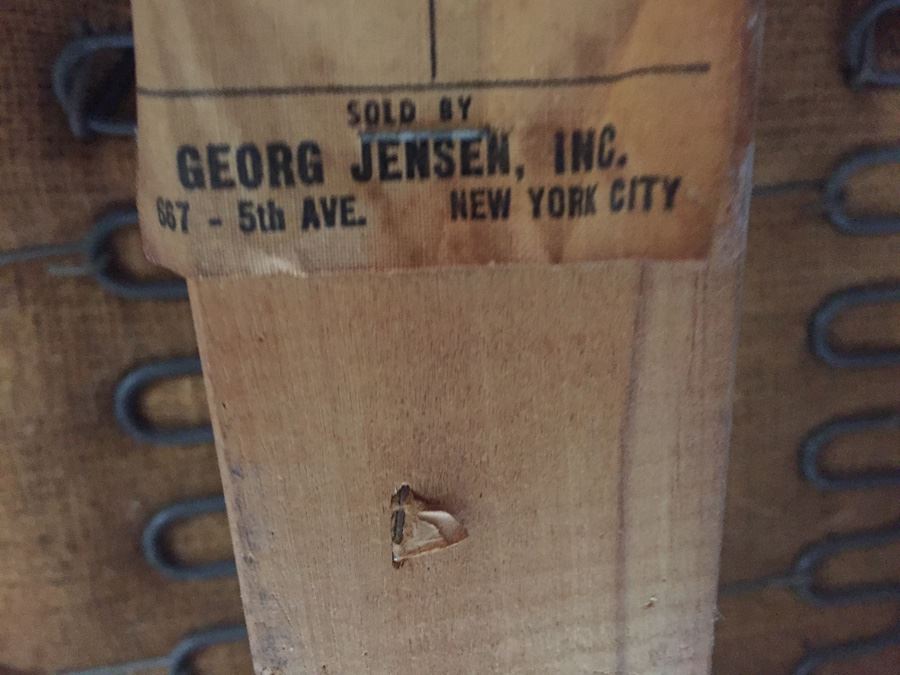 SOLD BY
GEORG JENSEN, INC.
667 - 5th AVE. NEW YORK CITY